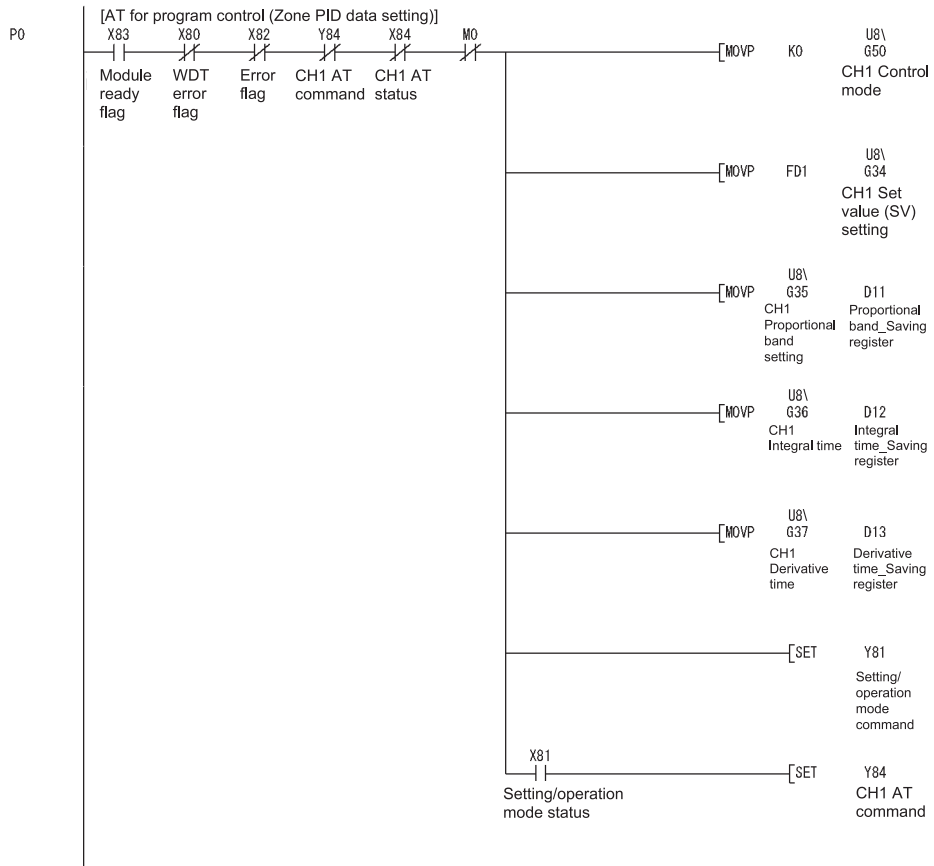 [AT for program control (Zone PID data setting)]
P0
X83 X80 X82 Y84 X84 M0
Module ready flag
WDT error flag
Error flag
CH1 AT command
CH1 AT status
[MOVP K0 U8\G50
CH1 Control mode
[MOVP FD1 U8\G34
CH1 Set value (SV) setting
[MOVP U8\G35 D11
CH1 Proportional band setting
Proportional band_Saving register
[MOVP U8\G36 D12
CH1 Integral time
Integral time_Saving register
[MOVP U8\G37 D13
CH1 Derivative time
Derivative time_Saving register
[SET Y81
Setting/operation mode command
X81
Setting/operation mode status
[SET Y84
CH1 AT command